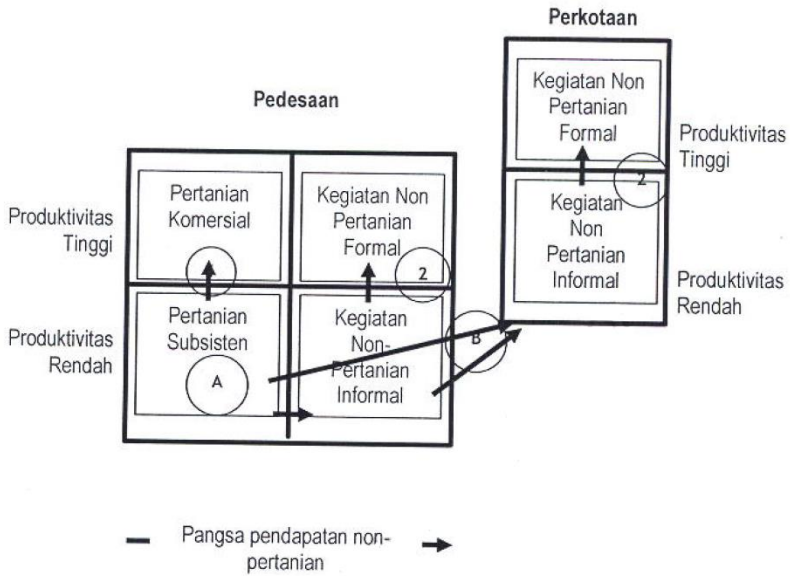 Perkotaan
Pedesaan
Kegiatan Non
Pertanian
Formal
Produktivitas
Tinggi
2
Kegiatan
Non
Pertanian
Informal
Produktivitas
Rendah
Produktivitas
Tinggi
Pertanian
Komersial
Kegiatan Non
Pertanian
Formal
2
Produktivitas
Rendah
Pertanian
Subsisten
A
Kegiatan
Non-
Pertanian
Informal
B
Pangsa pendapatan non-
pertanian